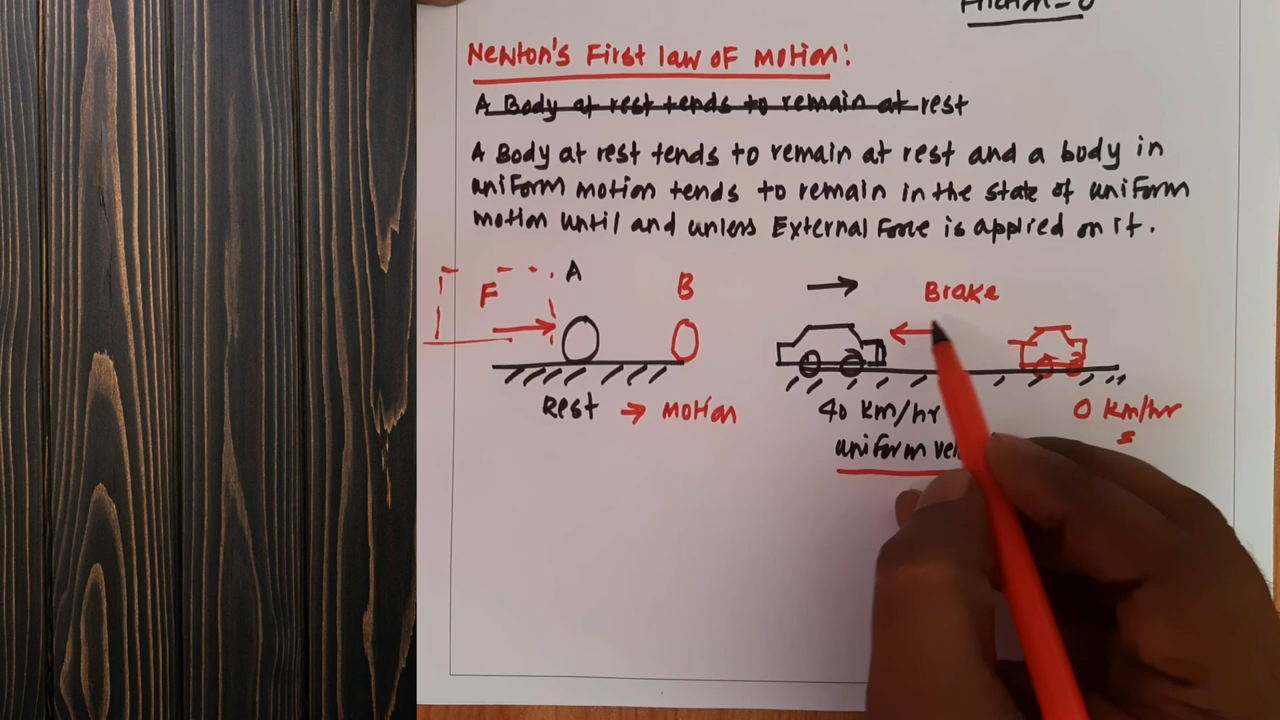 Newton's First law of motion:
A Body at rest tends to remain at rest
A Body at rest tends to remain at rest and a body in
uniform motion tends to remain in the state of uniform
motion until and unless External Force is applied on it.
F A B
Brake
Rest → motion
40 km/hr
0 km/hr
s
uniform